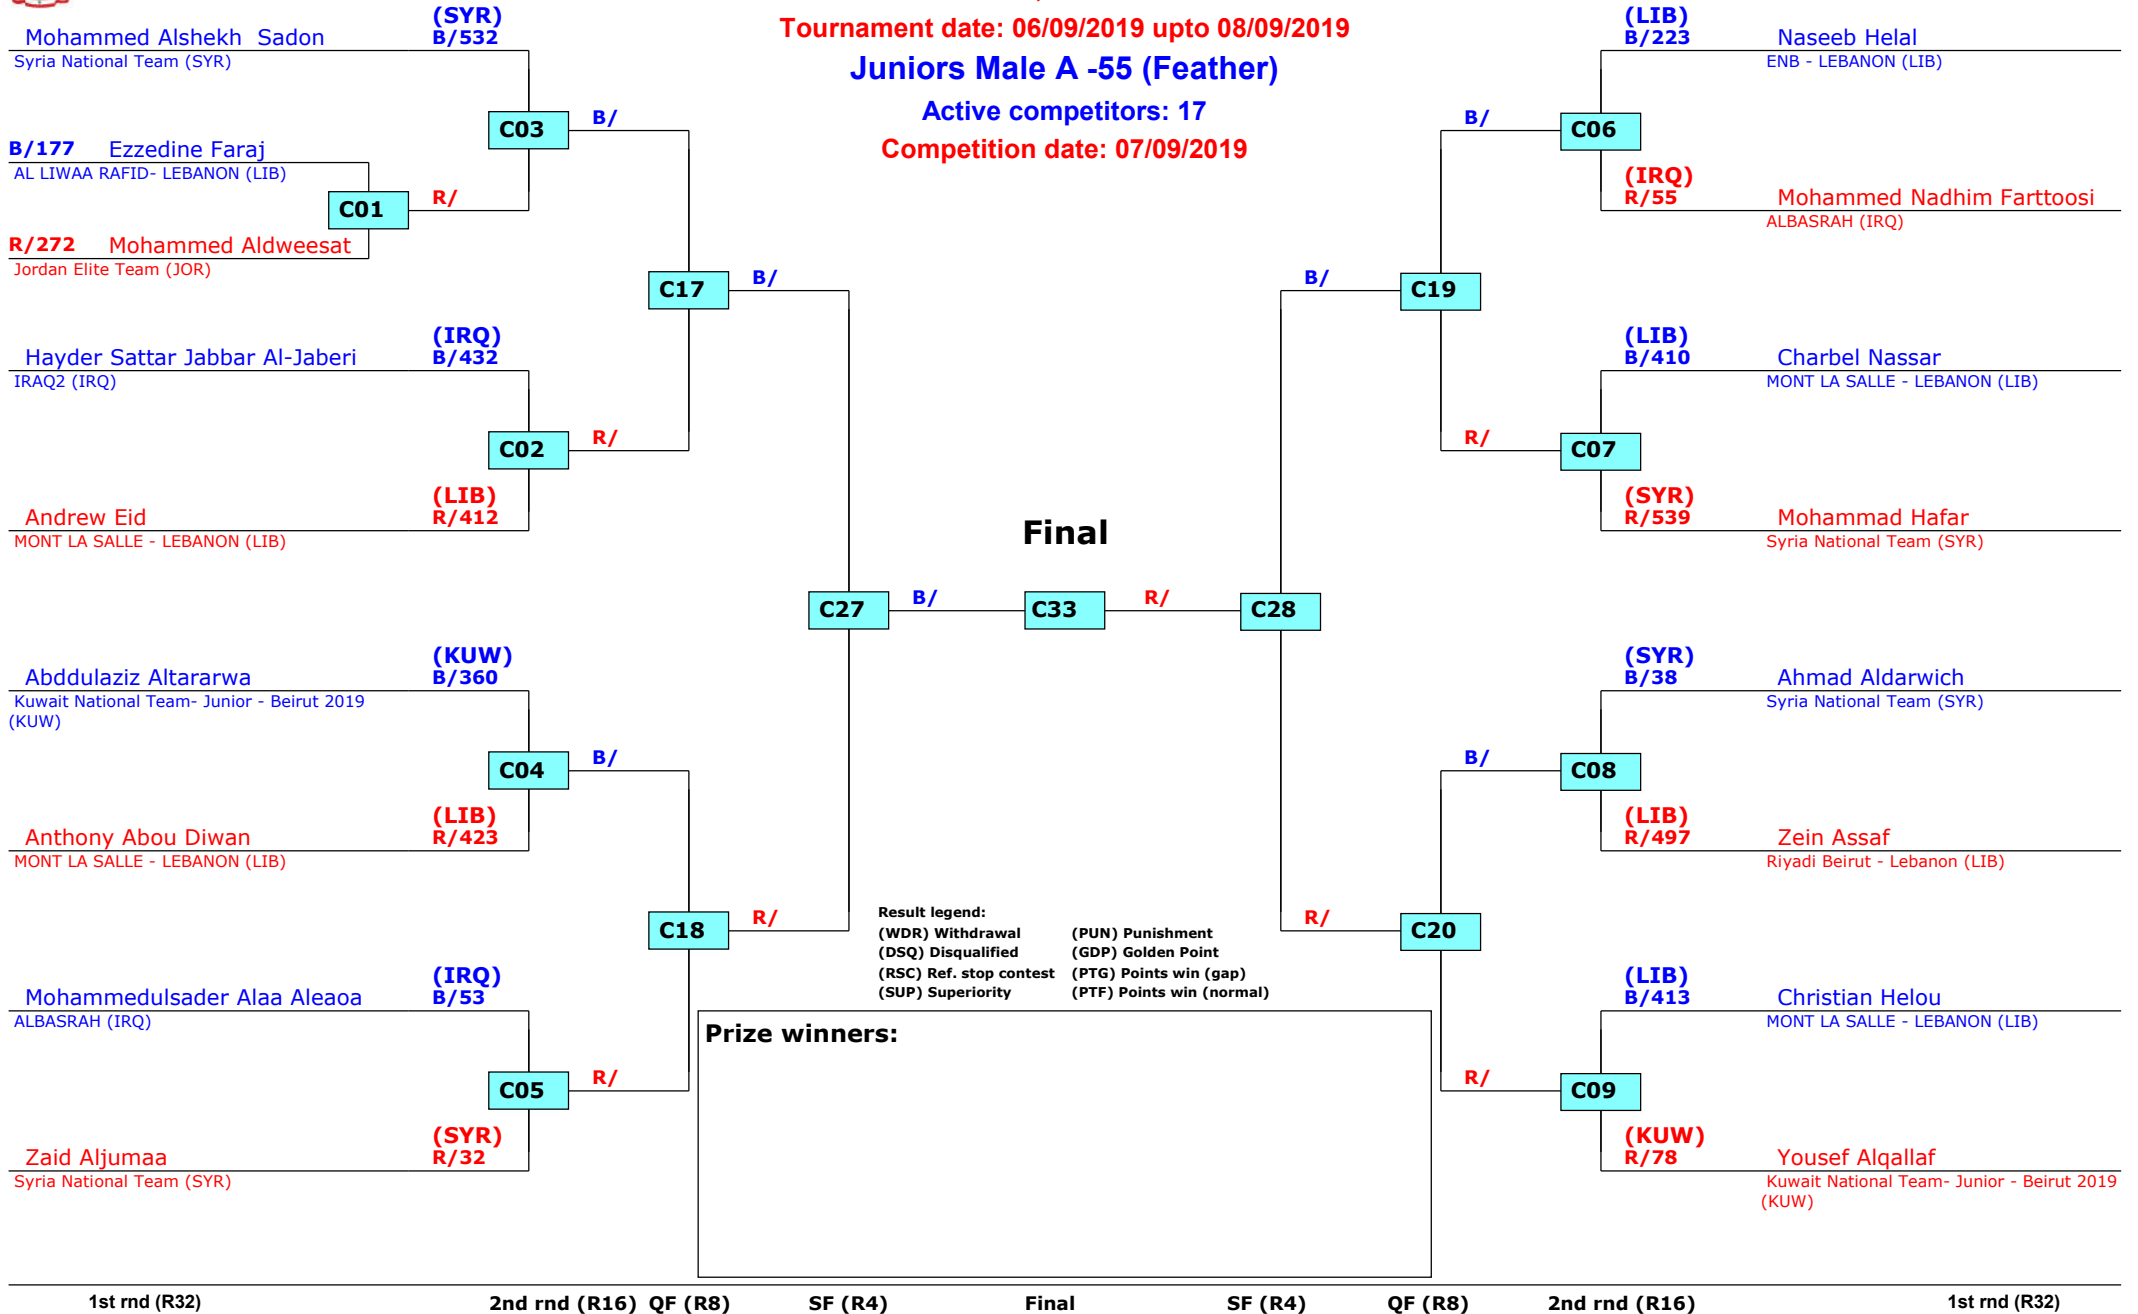 Tournament date: 06/09/2019 upto 08/09/2019
Juniors Male A -55 (Feather)
Active competitors: 17
Competition date: 07/09/2019
(SYR)
Mohammed Alshekh  Sadon B/532
Syria National Team (SYR)
C03
B/
B/177 Ezzedine Faraj
AL LIWAA RAFID- LEBANON (LIB)
C01
R/
R/272 Mohammed Aldweesat
Jordan Elite Team (JOR)
C17
B/
(IRQ)
Hayder Sattar Jabbar Al-Jaberi B/432
IRAQ2 (IRQ)
C02
R/
(LIB)
Andrew Eid R/412
MONT LA SALLE - LEBANON (LIB)
C27
B/
(KUW)
Abddulaziz Altararwa B/360
Kuwait National Team- Junior - Beirut 2019
(KUW)
C04
B/
(LIB)
Anthony Abou Diwan R/423
MONT LA SALLE - LEBANON (LIB)
C18
R/
(IRQ)
Mohammedulsader Alaa Aleaoa B/53
ALBASRAH (IRQ)
C05
R/
(SYR)
Zaid Aljumaa R/32
Syria National Team (SYR)
Final
C33
R/
C28
(LIB)
B/223 Naseeb Helal
ENB - LEBANON (LIB)
B/
C06
(IRQ)
R/55 Mohammed Nadhim Farttoosi
ALBASRAH (IRQ)
B/
C19
(LIB)
B/410 Charbel Nassar
MONT LA SALLE - LEBANON (LIB)
R/
C07
(SYR)
R/539 Mohammad Hafar
Syria National Team (SYR)
(SYR)
B/38 Ahmad Aldarwich
Syria National Team (SYR)
B/
C08
(LIB)
R/497 Zein Assaf
Riyadi Beirut - Lebanon (LIB)
R/
C20
(LIB)
B/413 Christian Helou
MONT LA SALLE - LEBANON (LIB)
R/
C09
(KUW)
R/78 Yousef Alqallaf
Kuwait National Team- Junior - Beirut 2019
(KUW)
Result legend:
(WDR) Withdrawal (PUN) Punishment
(DSQ) Disqualified (GDP) Golden Point
(RSC) Ref. stop contest (PTG) Points win (gap)
(SUP) Superiority (PTF) Points win (normal)
Prize winners:
1st rnd (R32) 2nd rnd (R16) QF (R8) SF (R4) Final SF (R4) QF (R8) 2nd rnd (R16) 1st rnd (R32)